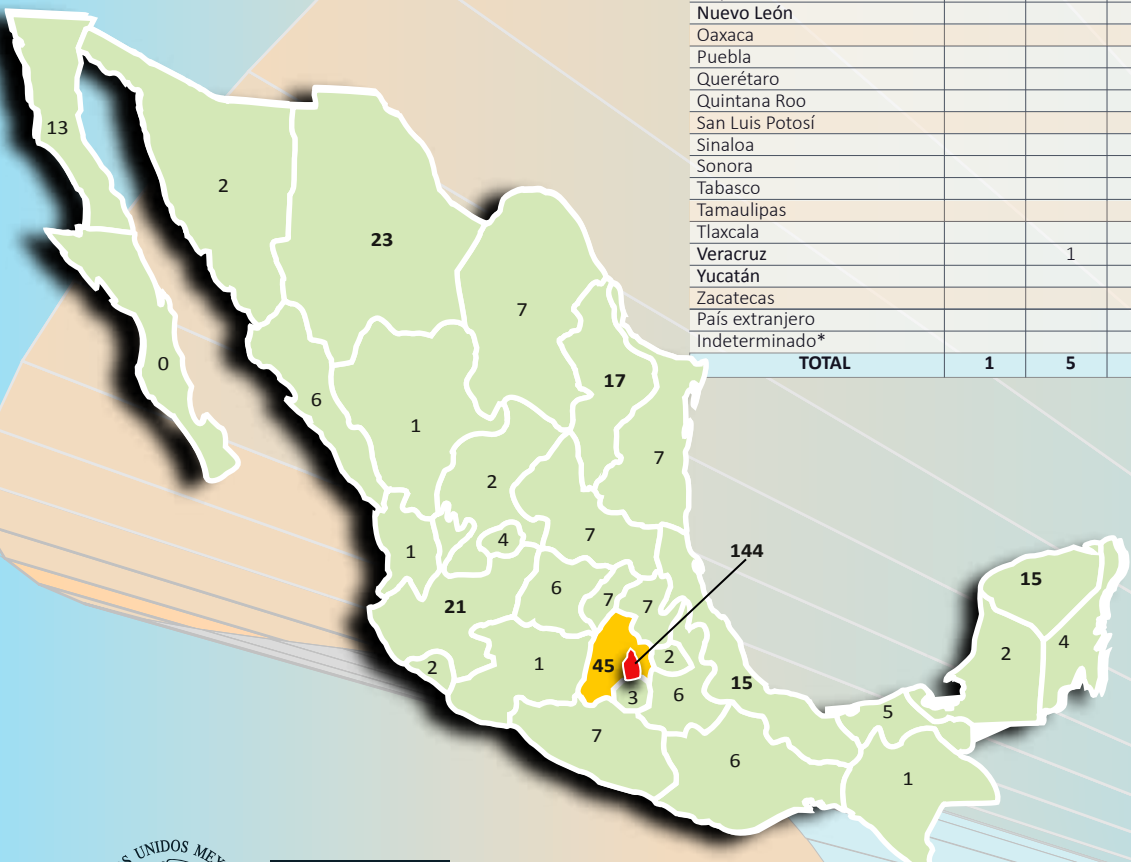 Nuevo León
Oaxaca
Puebla
Querétaro
Quintana Roo
San Luis Potosí
Sinaloa
Sonora
Tabasco
Tamaulipas
Tlaxcala
Veracruz 1
Yucatán
Zacatecas
País extranjero
Indeterminado*
TOTAL 1 5
13
2
23
7
0
17
6
1
7
2
4
7
1
144
6
7
7
15
21
45
2
4
2
1
2
15
3
6
5
7
6
1
S UNIDOS MEX